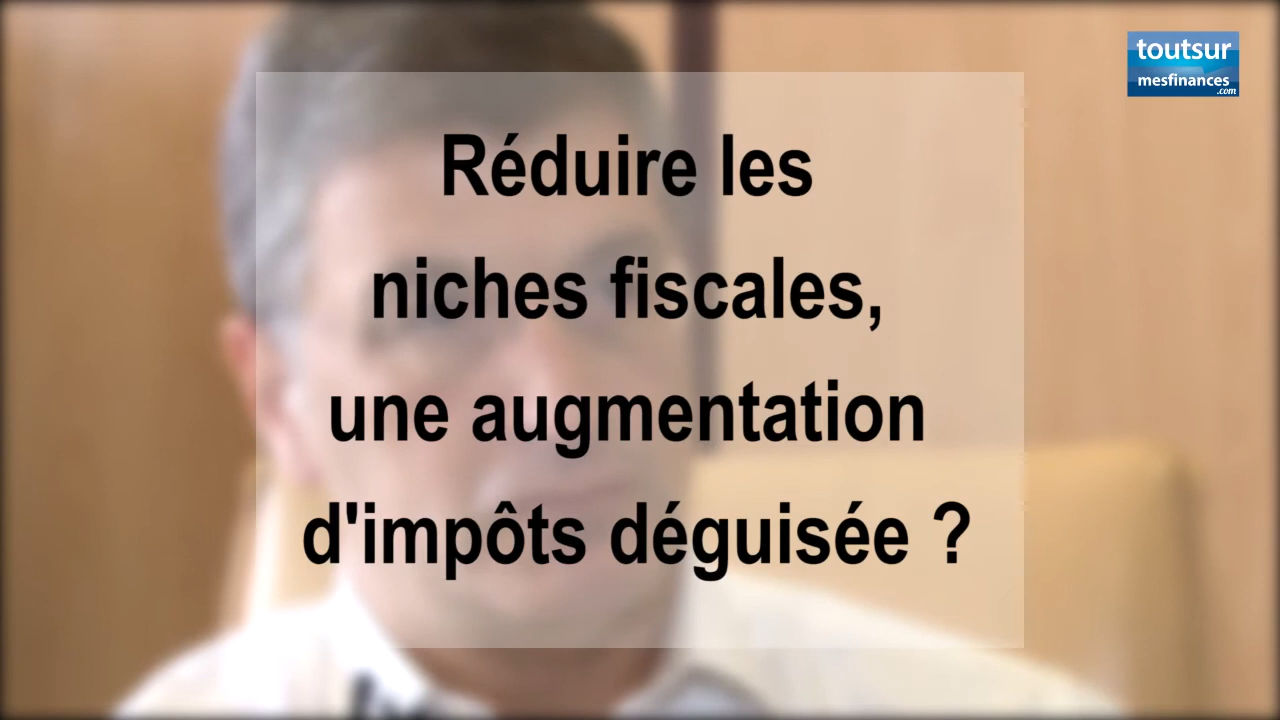 toutsur
mesfinances
.com
Réduire les
niches fiscales,
une augmentation
d'impôts déguisée ?